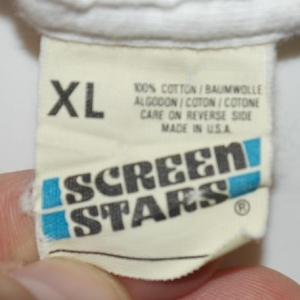 XL
100% COTTON / BAUMWOLLE
ALGODON / COTON / COTONE
CARE ON REVERSE SIDE
MADE IN U.S.A.
SCREEN
STARS®